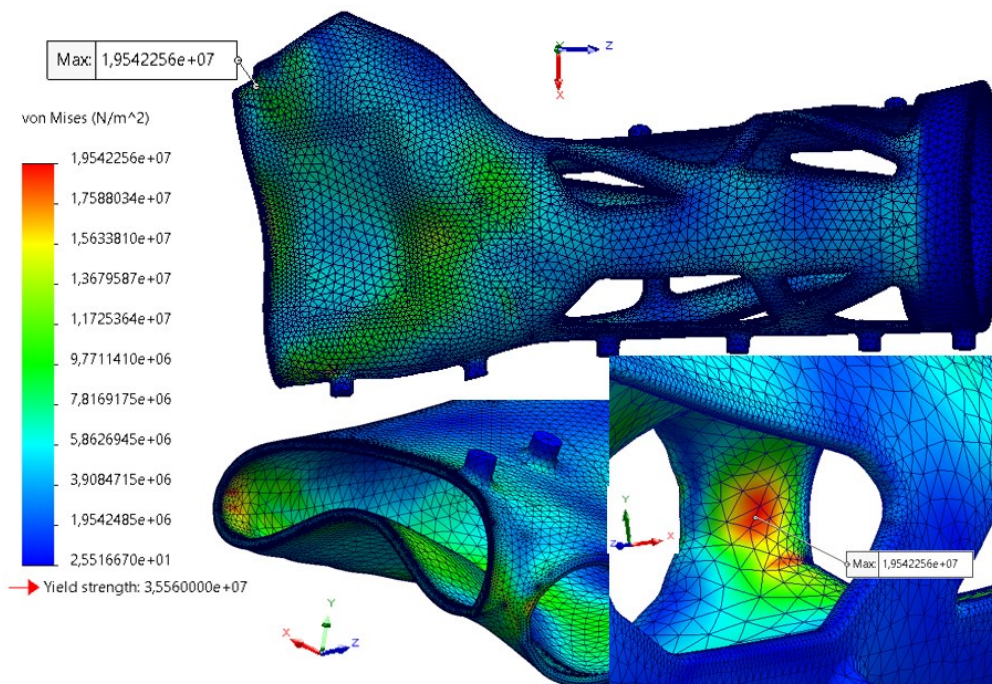 Max: 1,9542256e+07
von Mises (N/m^2)
1,9542256e+07
1,7588034e+07
1,5633810e+07
1,3679587e+07
1,1725364e+07
9,7711410e+06
7,8169175e+06
5,8626945e+06
3,9084715e+06
1,9542485e+06
2,5516670e+01
Yield strength: 3,5560000e+07
Y
Z
X
X
Y
Z
Y
Z
X
Max: 1,9542256e+07